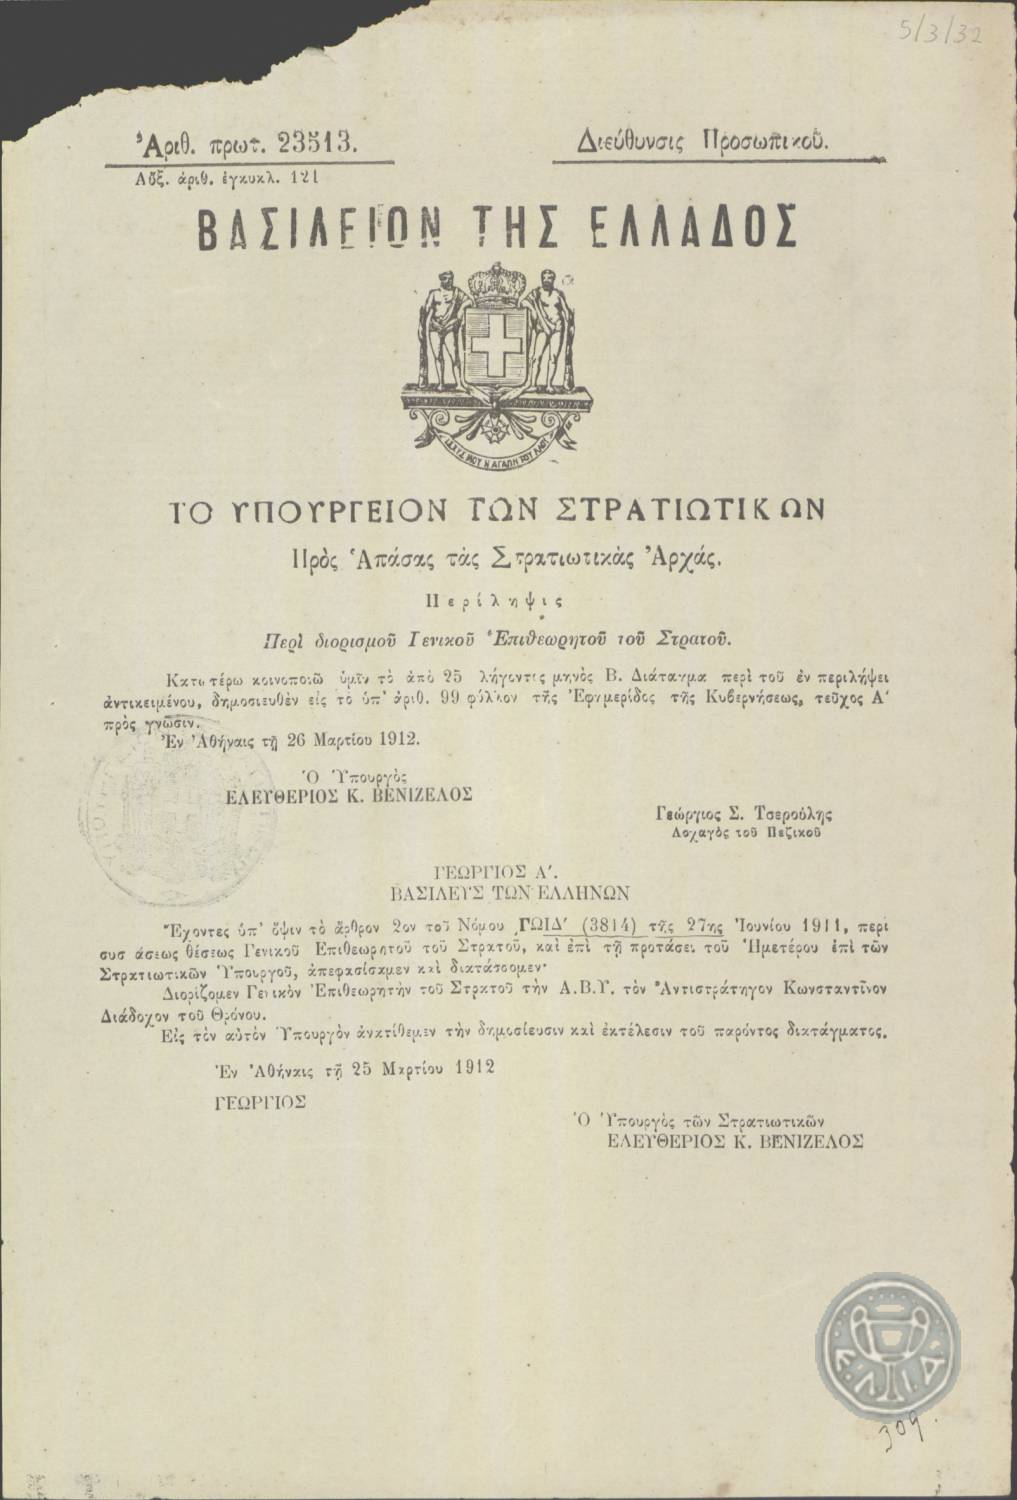 5/3/32
Ἀριθ. πρωτ. 23513.
Διεύθυνσις Προσωπικοῦ.
Αὔξ. ἀριθ. ἐγκυκλ. 121
ΒΑΣΙΛΕΙΟΝ ΤΗΣ ΕΛΛΑΔΟΣ
ΙΣΧΥΣ ΜΟΥ Η ΑΓΑΠΗ ΤΟΥ ΛΑΟΥ
ΤΟ ΥΠΟΥΡΓΕΙΟΝ ΤΩΝ ΣΤΡΑΤΙΩΤΙΚΩΝ
Πρὸς Ἁπάσας τὰς Στρατιωτικὰς Ἀρχάς.
Περίληψις
Περὶ διορισμοῦ Γενικοῦ Ἐπιθεωρητοῦ τοῦ Στρατοῦ.
Κατωτέρω κοινοποιῶ ὑμῖν τὸ ἀπὸ 25 λήγοντος μηνὸς Β. Διάταγμα περὶ τοῦ ἐν περιλήψει
ἀντικειμένου, δημοσιευθὲν εἰς τὸ ὑπ' ἀριθ. 99 φύλλον τῆς Ἐφημερίδος τῆς Κυβερνήσεως, τεῦχος Α'
πρὸς γνῶσιν.
Ἐν Ἀθήναις τῇ 26 Μαρτίου 1912.
Ὁ Ὑπουργὸς
ΕΛΕΥΘΕΡΙΟΣ Κ. ΒΕΝΙΖΕΛΟΣ
Γεώργιος Σ. Τσερούλης
Λοχαγὸς τοῦ Πεζικοῦ
ΓΕΩΡΓΙΟΣ Α'.
ΒΑΣΙΛΕΥΣ ΤΩΝ ΕΛΛΗΝΩΝ
Ἔχοντες ὑπ' ὄψιν τὸ ἄρθρον 2ον τοῦ Νόμου ΓΩΙΔ' (3814) τῆς 27ης Ἰουνίου 1911, περὶ
συσ άσεως θέσεως Γενικοῦ Ἐπιθεωρητοῦ τοῦ Στρατοῦ, καὶ ἐπὶ τῇ προτάσει τοῦ Ἡμετέρου ἐπὶ τῶν
Στρατιωτικῶν Ὑπουργοῦ, ἀπεφασίσαμεν καὶ διατάσσομεν·
Διορίζομεν Γενικὸν Ἐπιθεωρητὴν τοῦ Στρατοῦ τὴν Α.Β.Υ. τὸν Ἀντιστράτηγον Κωνσταντῖνον
Διάδοχον τοῦ Θρόνου.
Εἰς τὸν αὐτὸν Ὑπουργὸν ἀνατίθεμεν τὴν δημοσίευσιν καὶ ἐκτέλεσιν τοῦ παρόντος διατάγματος.
Ἐν Ἀθήναις τῇ 25 Μαρτίου 1912
ΓΕΩΡΓΙΟΣ
Ὁ Ὑπουργὸς τῶν Στρατιωτικῶν
ΕΛΕΥΘΕΡΙΟΣ Κ. ΒΕΝΙΖΕΛΟΣ
Ε.Λ.Ι.Α
309.